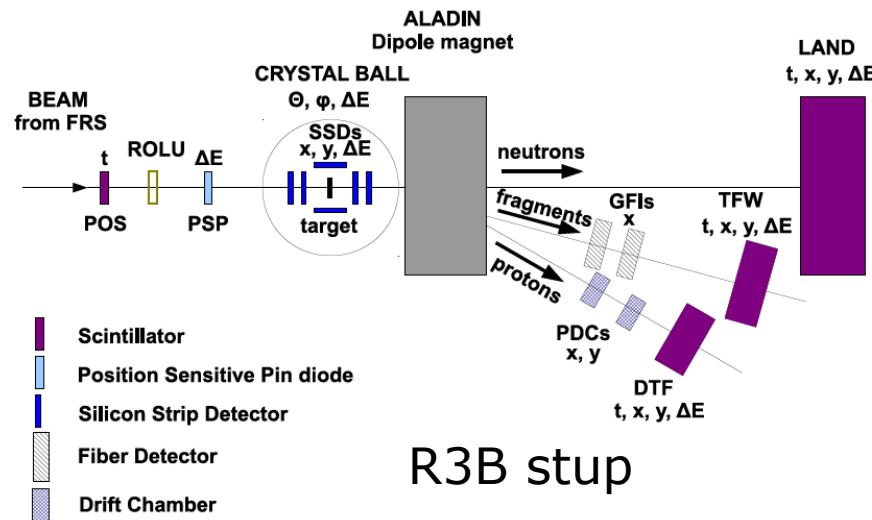 ALADIN
Dipole magnet
LAND
t, x, y, ΔE
CRYSTAL BALL
Θ, φ, ΔE
BEAM
from FRS
SSDs
x, y, ΔE
t
ROLU
ΔE
neutrons
POS
PSP
target
fragments
GFIs
x
TFW
t, x, y, ΔE
protons
PDCs
x, y
DTF
t, x, y, ΔE
Scintillator
Position Sensitive Pin diode
Silicon Strip Detector
Fiber Detector
Drift Chamber
R3B stup